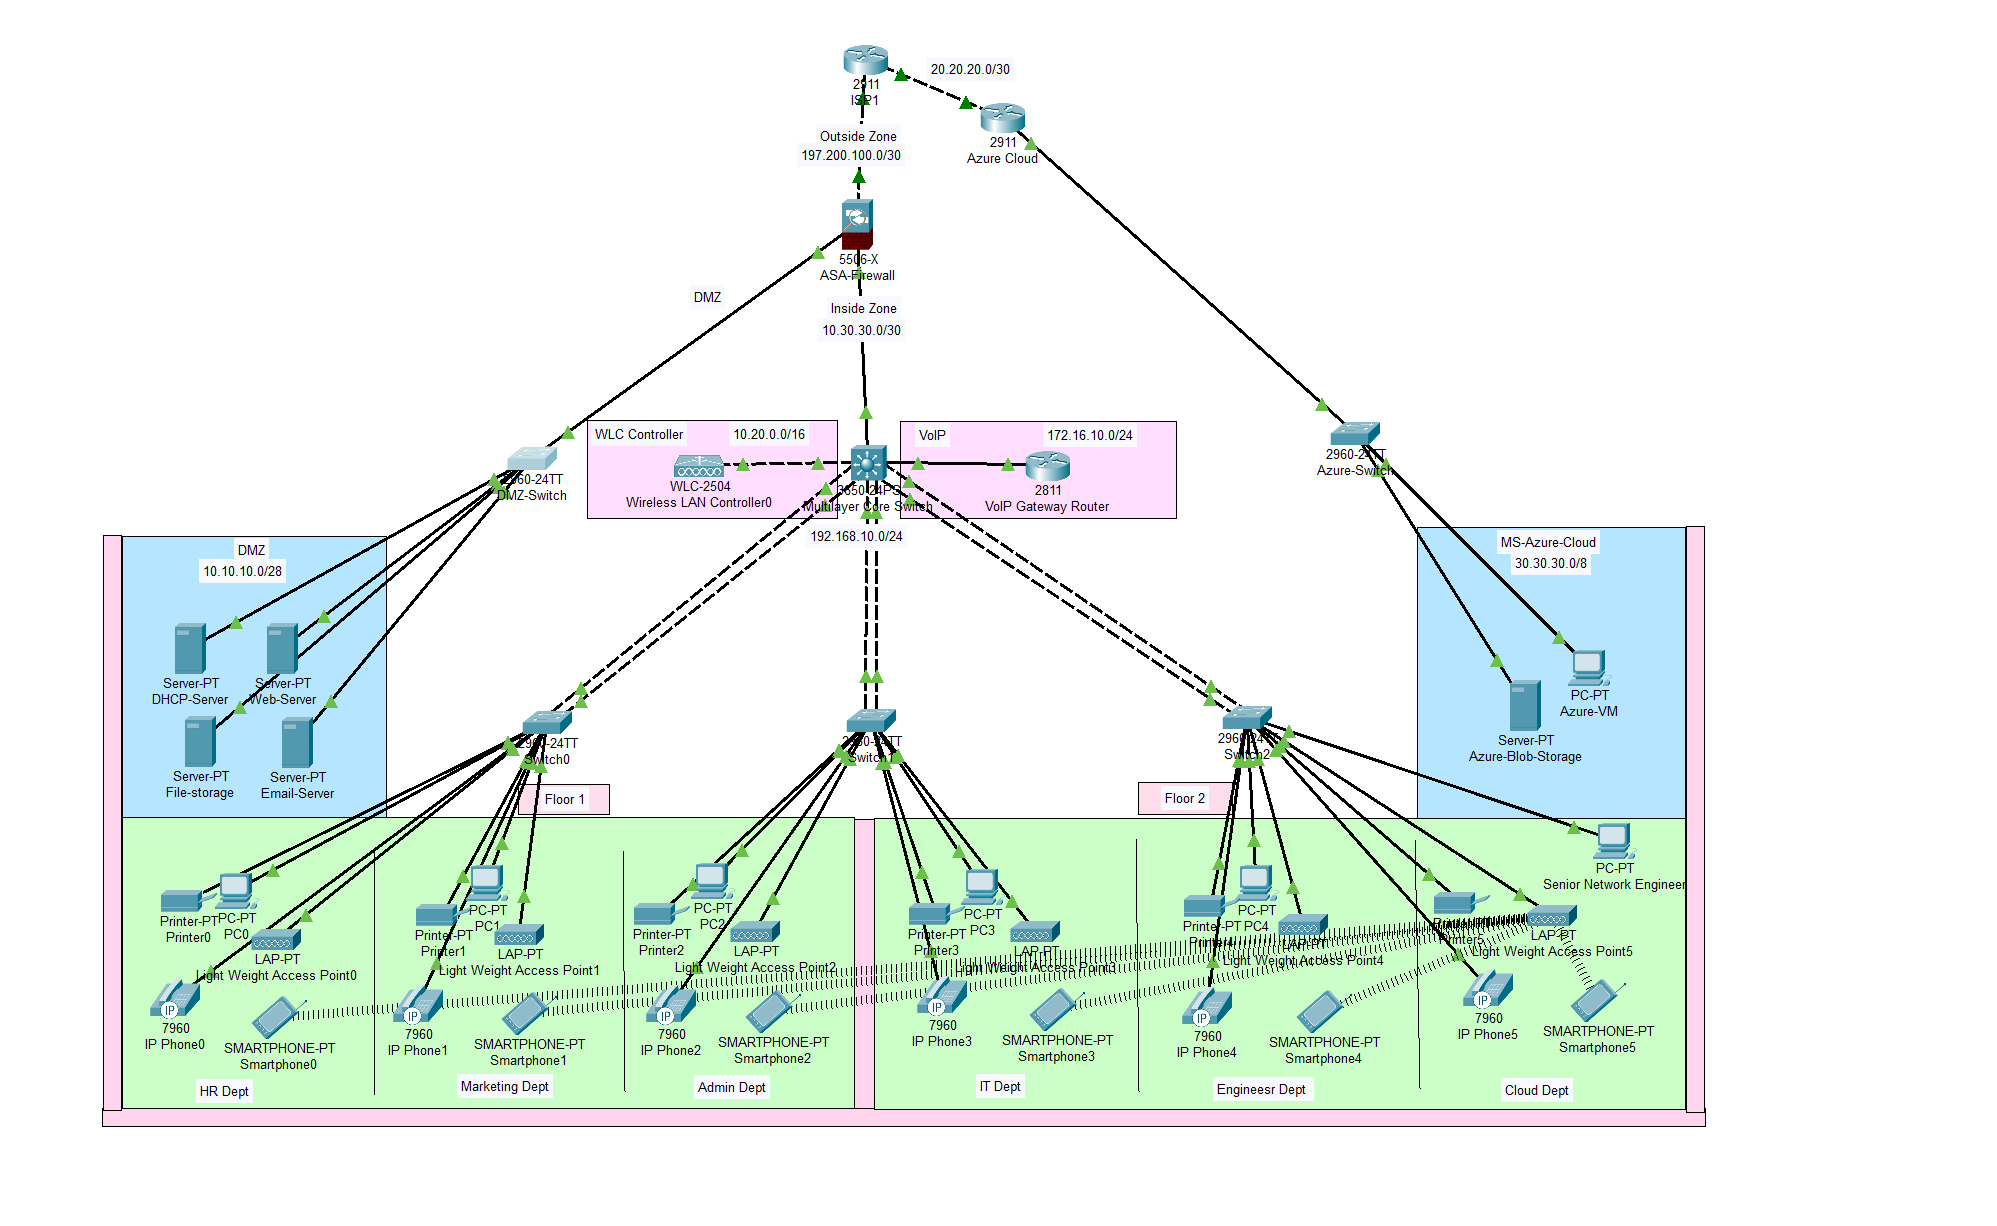 20.20.20.0/30
2911
ISP1
2911
Azure Cloud
Outside Zone
197.200.100.0/30
5506-X
ASA-Firewall
DMZ
Inside Zone
10.30.30.0/30
WLC Controller
10.20.0.0/16
VoIP
172.16.10.0/24
WLC-2504
Wireless LAN Controller0
3650-24PS
Multilayer Core Switch
2811
VoIP Gateway Router
2960-24TT
DMZ-Switch
2960-24TT
Azure-Switch
192.168.10.0/24
DMZ
10.10.10.0/28
MS-Azure-Cloud
30.30.30.0/8
Server-PT
DHCP-Server
Server-PT
Web-Server
Server-PT
File-storage
Server-PT
Email-Server
PC-PT
Azure-VM
Server-PT
Azure-Blob-Storage
2960-24TT
Switch0
2960-24TT
Switch1
2960-24TT
Switch2
Floor 1
Floor 2
Printer-PT
Printer0
PC-PT
PC0
LAP-PT
Light Weight Access Point0
IP
7960
IP Phone0
SMARTPHONE-PT
Smartphone0
HR Dept
Printer-PT
Printer1
PC-PT
PC1
LAP-PT
Light Weight Access Point1
IP
7960
IP Phone1
SMARTPHONE-PT
Smartphone1
Marketing Dept
Printer-PT
Printer2
PC-PT
PC2
LAP-PT
Light Weight Access Point2
IP
7960
IP Phone2
SMARTPHONE-PT
Smartphone2
Admin Dept
Printer-PT
Printer3
PC-PT
PC3
LAP-PT
Light Weight Access Point3
IP
7960
IP Phone3
SMARTPHONE-PT
Smartphone3
IT Dept
Printer-PT
Printer4
PC-PT
PC4
LAP-PT
Light Weight Access Point4
IP
7960
IP Phone4
SMARTPHONE-PT
Smartphone4
Engineesr Dept
PC-PT
Senior Network Engineer
Printer-PT
Printer5
LAP-PT
Light Weight Access Point5
IP
7960
IP Phone5
SMARTPHONE-PT
Smartphone5
Cloud Dept